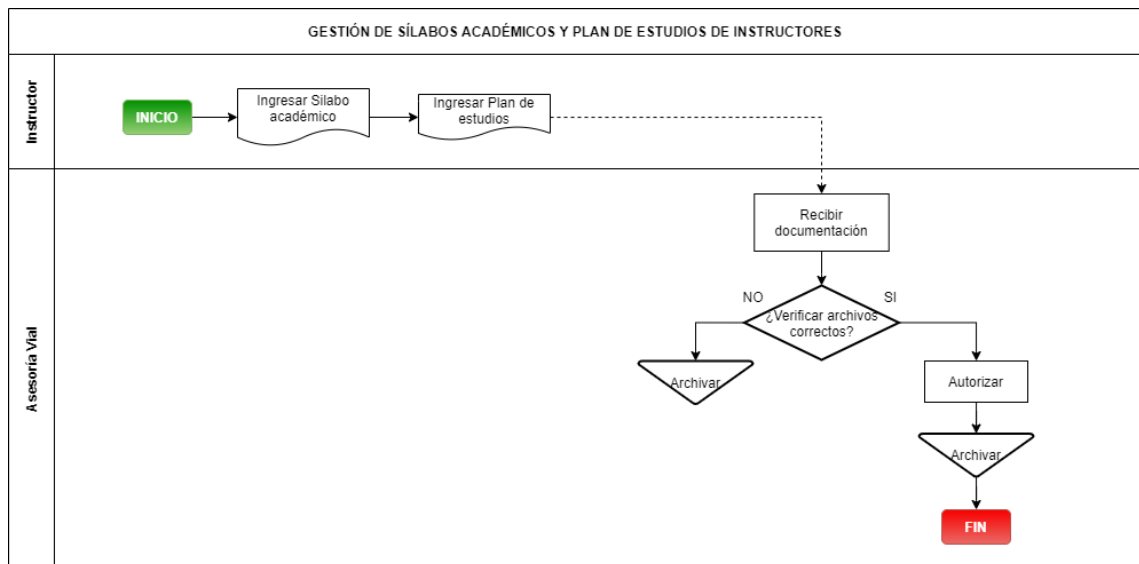 GESTIÓN DE SÍLABOS ACADÉMICOS Y PLAN DE ESTUDIOS DE INSTRUCTORES
Instructor
INICIO
Ingresar Silabo
académico
Ingresar Plan de
estudios
Asesoría Vial
Recibir
documentación
NO
SI
¿Verificar archivos
correctos?
Archivar
Autorizar
Archivar
FIN